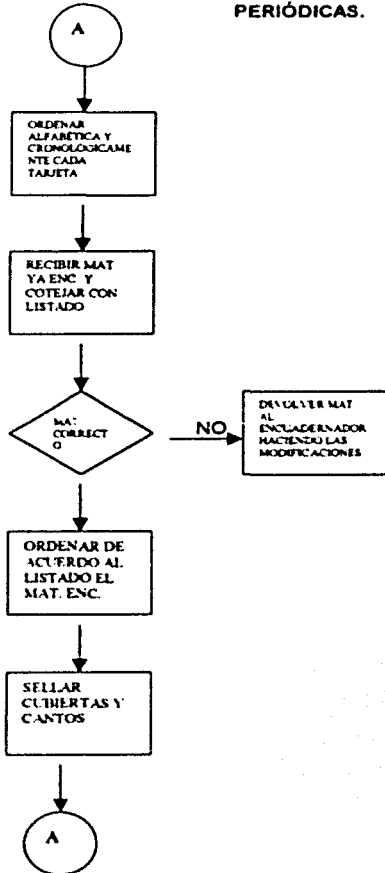 PERIÓDICAS.
A
ORDENAR
ALFABÉTICA Y
CRONOLOGICAME
NTE CADA
TARJETA
RECIBIR MAT
YA ENC. Y
COTEJAR CON
LISTADO
MAT.
CORRECT
O
NO
DEVOLVER MAT
AL
ENCUADERNADOR
HACIENDO LAS
MODIFICACIONES
ORDENAR DE
ACUERDO AL
LISTADO EL
MAT. ENC.
SELLAR
CUBIERTAS Y
CANTOS
A